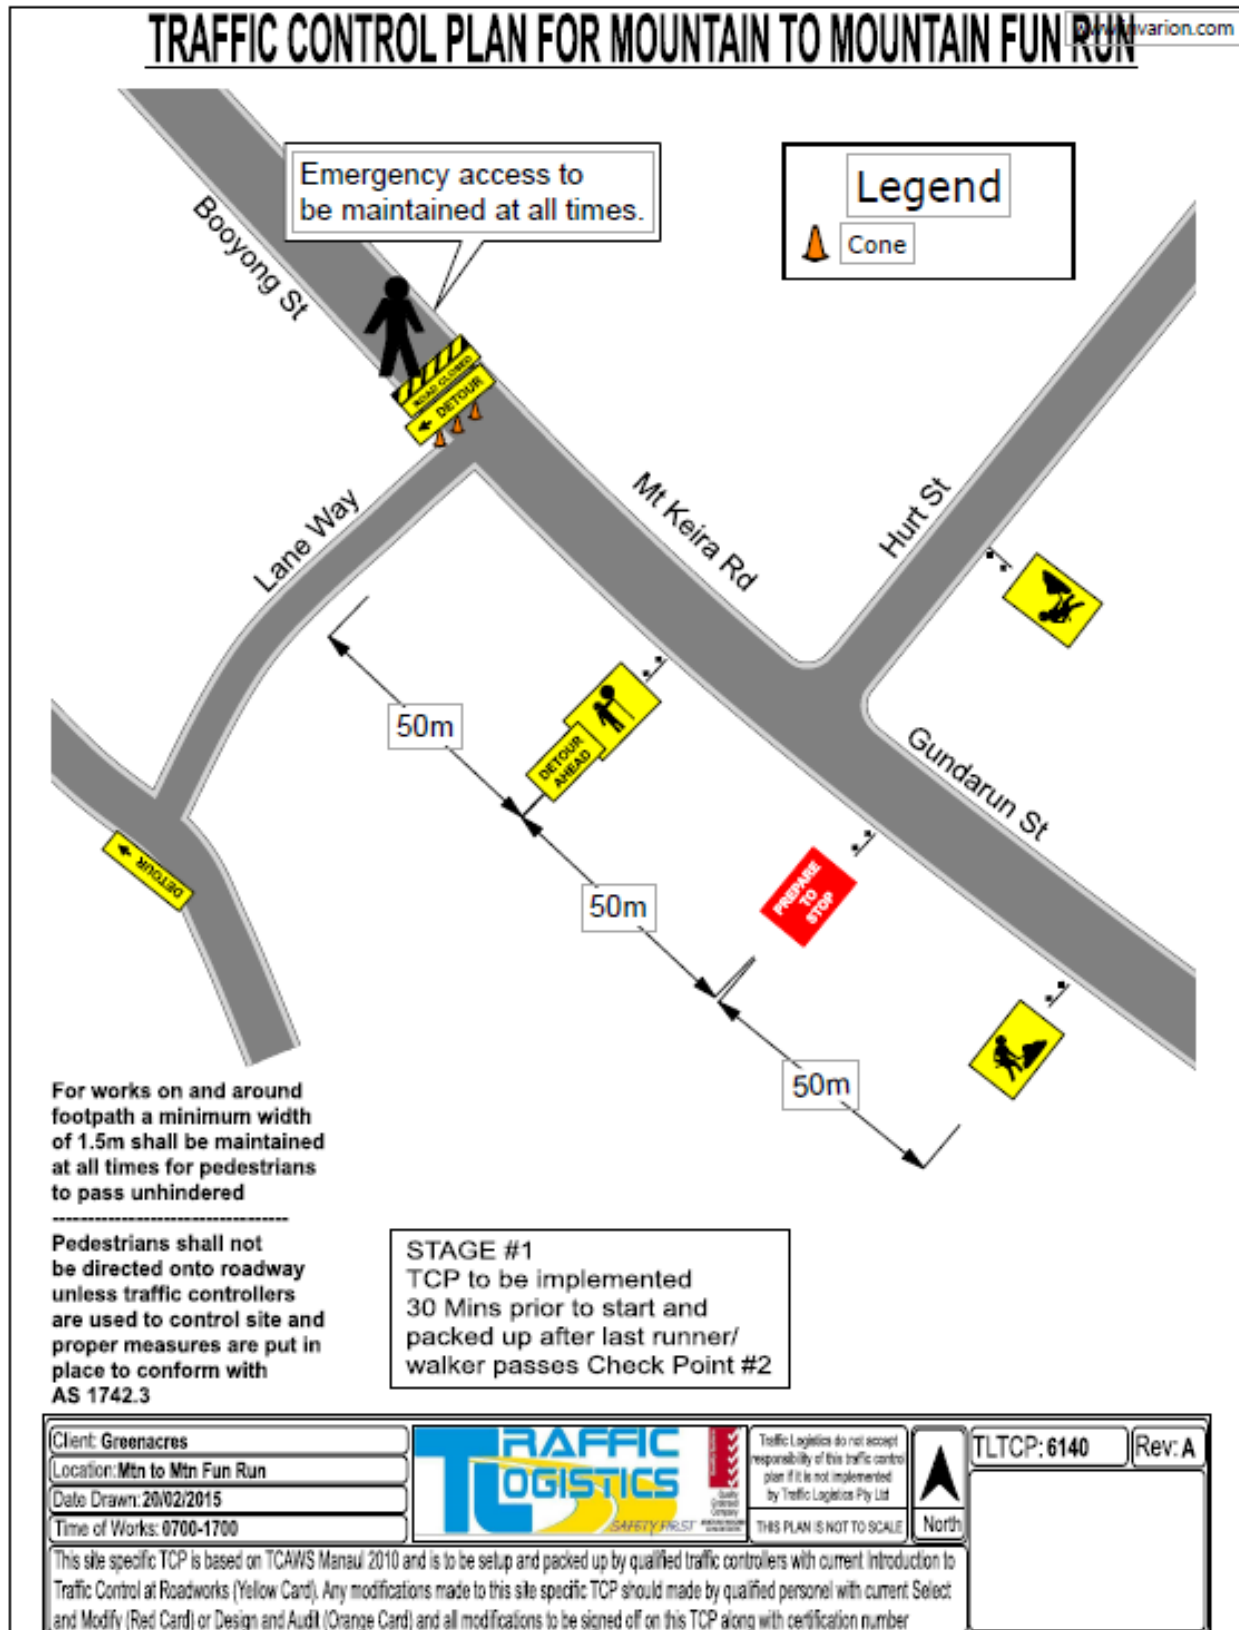 TRAFFIC CONTROL PLAN FOR MOUNTAIN TO MOUNTAIN FUN RUN
www.invarion.com
Emergency access to
be maintained at all times.
Legend
Cone
Booyong St
ROAD CLOSED
DETOUR
Lane Way
Mt Keira Rd
Hurt St
50m
DETOUR
AHEAD
Gundarun St
DETOUR
50m
PREPARE
TO
STOP
50m
For works on and around
footpath a minimum width
of 1.5m shall be maintained
at all times for pedestrians
to pass unhindered
---------------------------------
Pedestrians shall not
be directed onto roadway
unless traffic controllers
are used to control site and
proper measures are put in
place to conform with
AS 1742.3
STAGE #1
TCP to be implemented
30 Mins prior to start and
packed up after last runner/
walker passes Check Point #2
Client: Greenacres
Location: Mtn to Mtn Fun Run
Date Drawn: 20/02/2015
Time of Works: 0700-1700
TRAFFIC
LOGISTICS
SAFETY FIRST
Quality
Endorsed
Company
Traffic Logistics do not accept
responsibility of this traffic control
plan if it is not implemented
by Traffic Logistics Pty Ltd
THIS PLAN IS NOT TO SCALE
North
TLTCP: 6140
Rev: A
This site specific TCP is based on TCAWS Manaul 2010 and is to be setup and packed up by qualified traffic controllers with current Introduction to
Traffic Control at Roadworks (Yellow Card). Any modifications made to this site specific TCP should made by qualified personel with current Select
and Modify (Red Card) or Design and Audit (Orange Card) and all modifications to be signed off on this TCP along with certification number